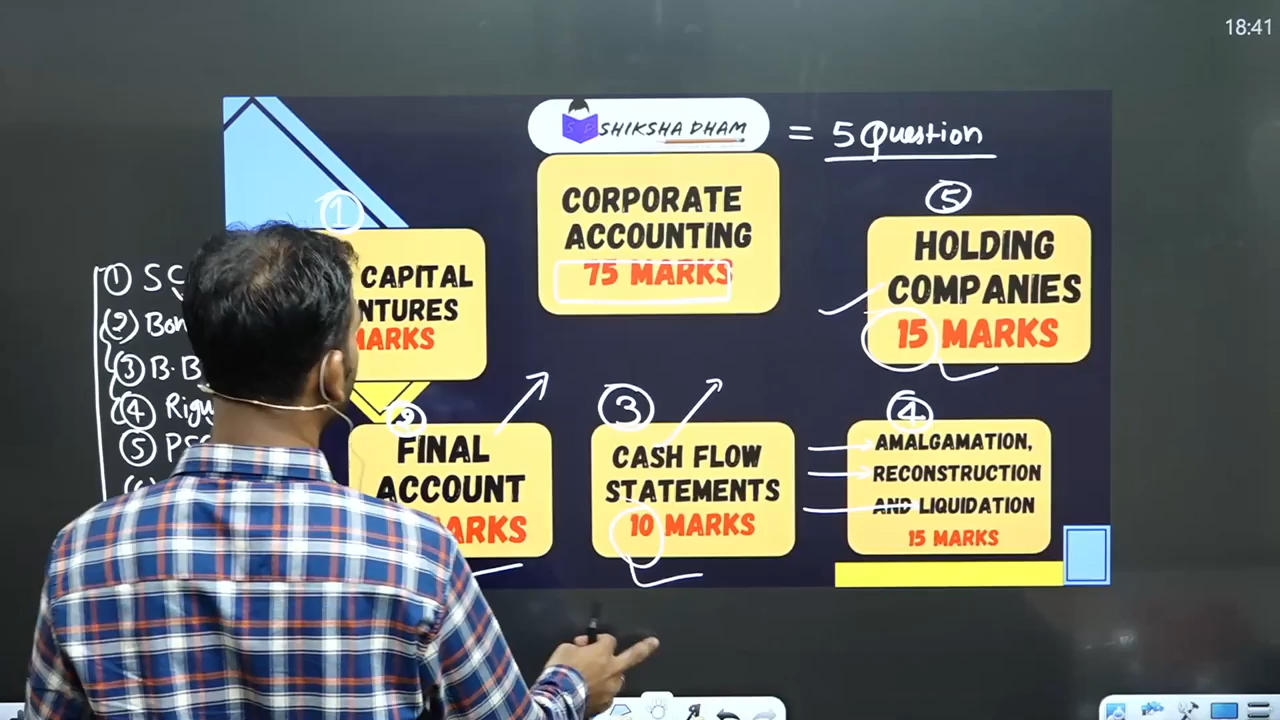 18:41
SHIKSHA DHAM
= 5 Question
CORPORATE
ACCOUNTING
75 MARKS
①
CAPITAL
MARKS
① SC
② Bon
③ B.B
④ Rig
⑤ PS
⑤
HOLDING
COMPANIES
15 MARKS
②
FINAL
ACCOUNT
ARKS
③
CASH FLOW
STATEMENTS
10 MARKS
④
AMALGAMATION,
RECONSTRUCTION
AND LIQUIDATION
15 MARKS